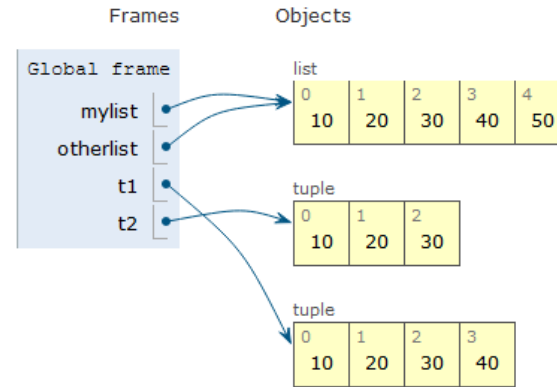 Frames Objects
Global frame
mylist
otherlist
t1
t2
list
0 1 2 3 4
10 20 30 40 50
tuple
0 1 2
10 20 30
tuple
0 1 2 3
10 20 30 40